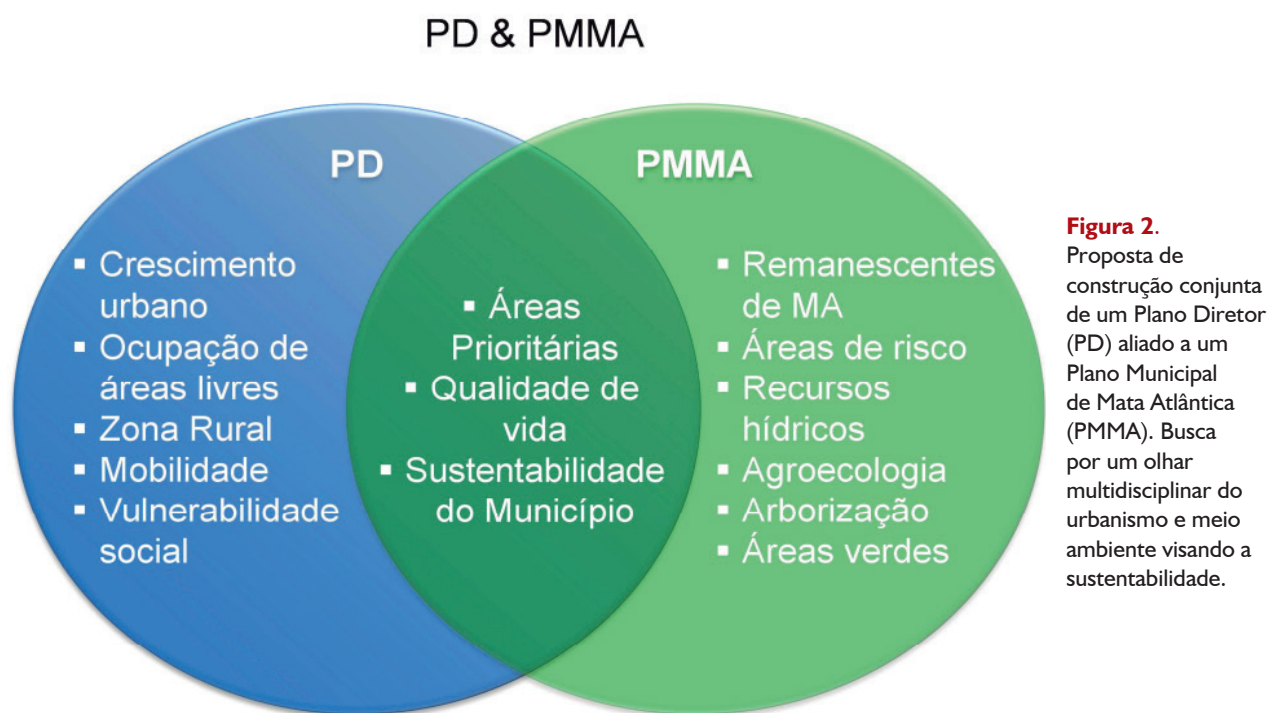 PD & PMMA
PD
▪ Crescimento
urbano
▪ Ocupação de
áreas livres
▪ Zona Rural
▪ Mobilidade
▪ Vulnerabilidade
social
▪ Áreas
Prioritárias
▪ Qualidade de
vida
▪ Sustentabilidade
do Município
PMMA
▪ Remanescentes
de MA
▪ Áreas de risco
▪ Recursos
hídricos
▪ Agroecologia
▪ Arborização
▪ Áreas verdes
Figura 2.
Proposta de
construção conjunta
de um Plano Diretor
(PD) aliado a um
Plano Municipal
de Mata Atlântica
(PMMA). Busca
por um olhar
multidisciplinar do
urbanismo e meio
ambiente visando a
sustentabilidade.